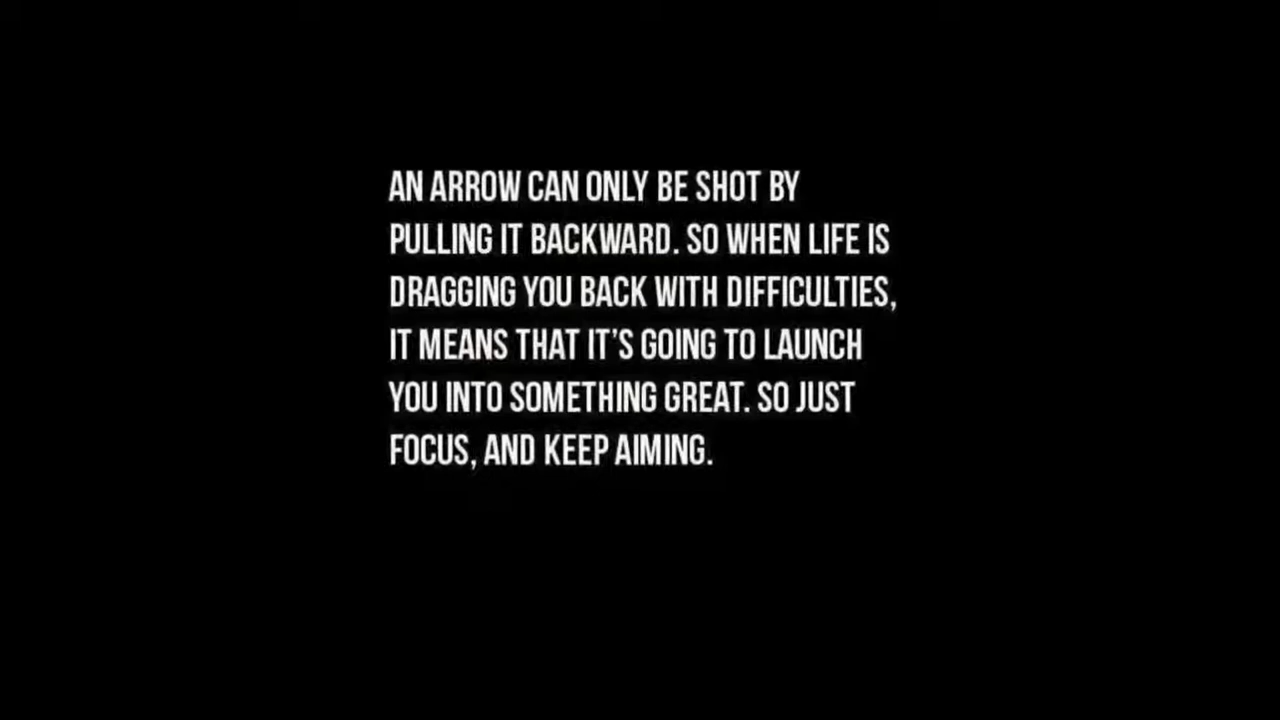 AN ARROW CAN ONLY BE SHOT BY
PULLING IT BACKWARD. SO WHEN LIFE IS
DRAGGING YOU BACK WITH DIFFICULTIES,
IT MEANS THAT IT’S GOING TO LAUNCH
YOU INTO SOMETHING GREAT. SO JUST
FOCUS, AND KEEP AIMING.